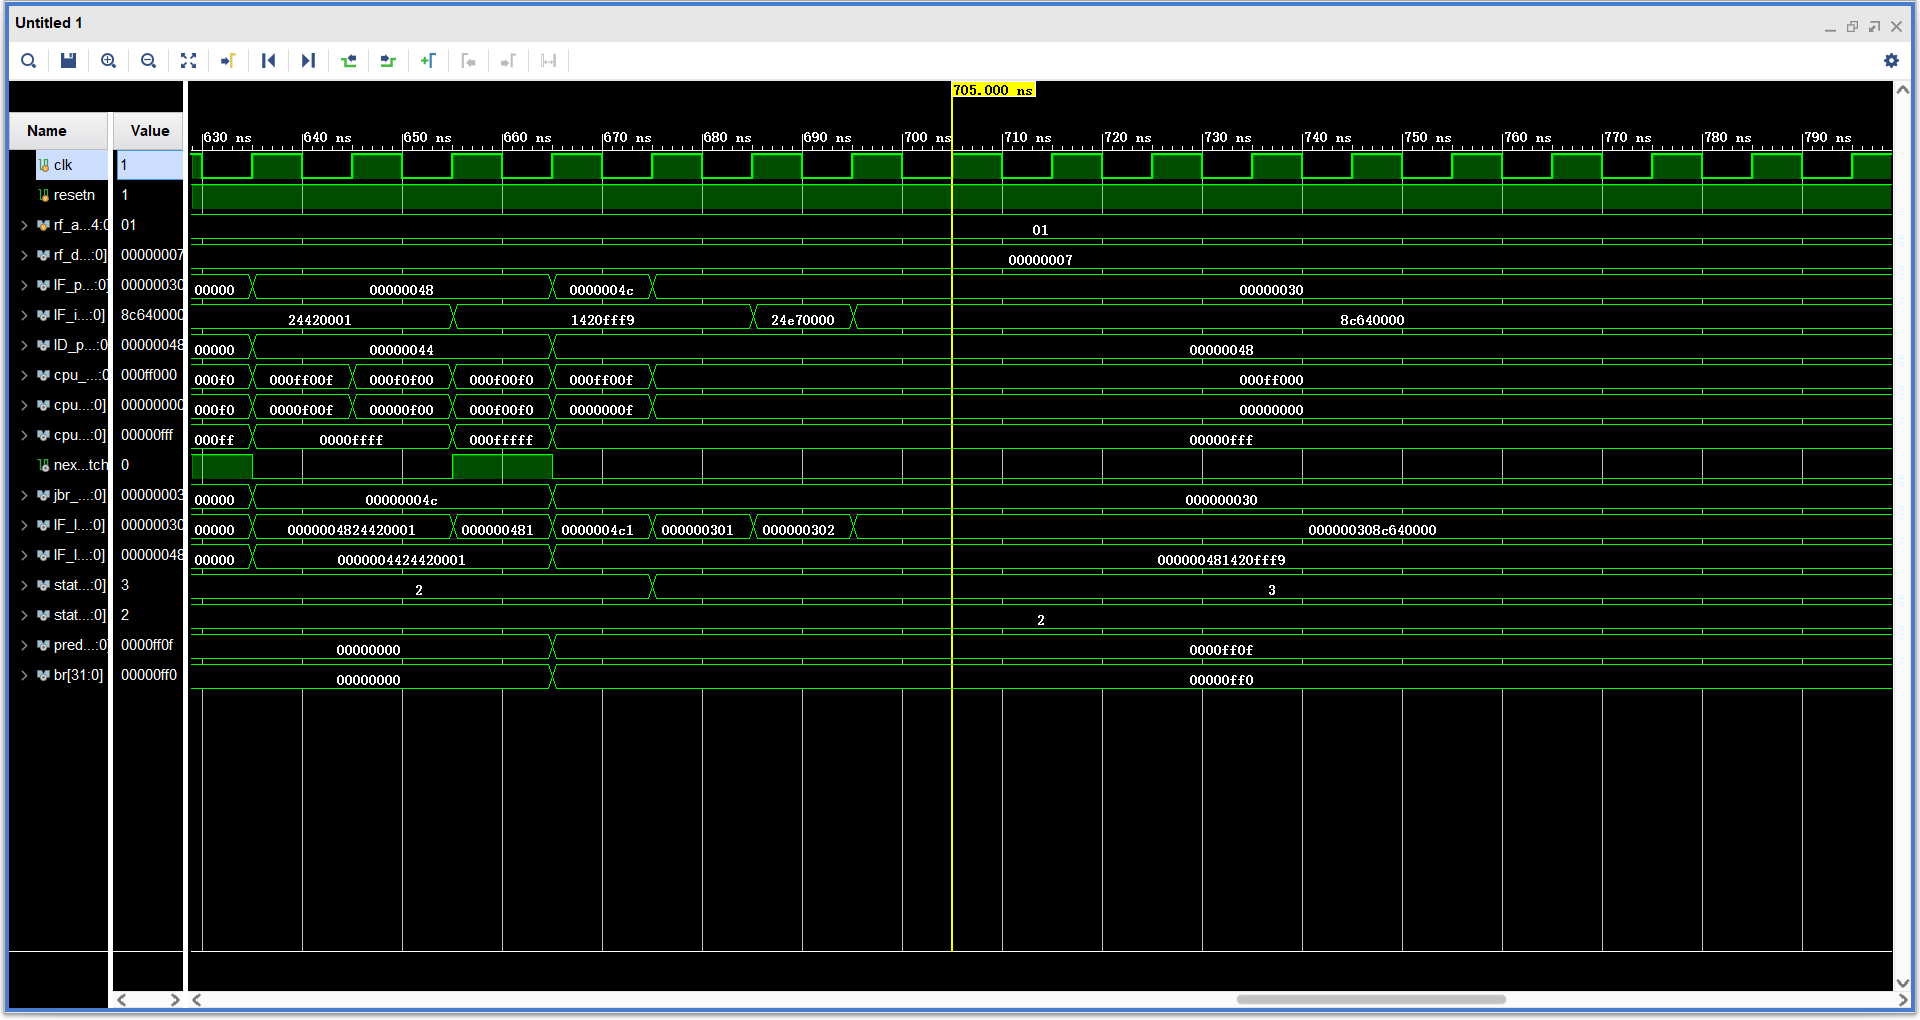 Untitled 1
705.000 ns
Name Value
630 ns 640 ns 650 ns 660 ns 670 ns 680 ns 690 ns 700 ns 710 ns 720 ns 730 ns 740 ns 750 ns 760 ns 770 ns 780 ns 790 ns
clk 1
resetn 1
rf_a...4:0 01 01
rf_d...:0] 00000007 00000007
IF_p...:0] 00000030 00000 00000048 0000004c 00000030
IF_i...:0] 8c640000 24420001 1420fff9 24e70000 8c640000
ID_p...:0 00000048 00000 00000044 00000048
cpu_...:0 000ff000 000f0 000ff00f 000f0f00 000f00f0 000ff00f 000ff000
cpu...:0] 00000000 000f0 0000f00f 00000f00 000f00f0 0000000f 00000000
cpu...:0] 00000fff 000ff 0000ffff 000fffff 00000fff
nex...tch 0
jbr_...:0] 00000003 00000 00000004c 000000030
IF_I...:0] 00000030 00000 0000004824420001 000000481 0000004c1 000000301 000000302 000000308c640000
IF_I...:0] 00000048 00000 0000004424420001 000000481420fff9
stat...:0] 3 2 3
stat...:0] 2 2
pred...:0] 0000ff0f 00000000 0000ff0f
br[31:0] 00000ff0 00000000 00000ff0